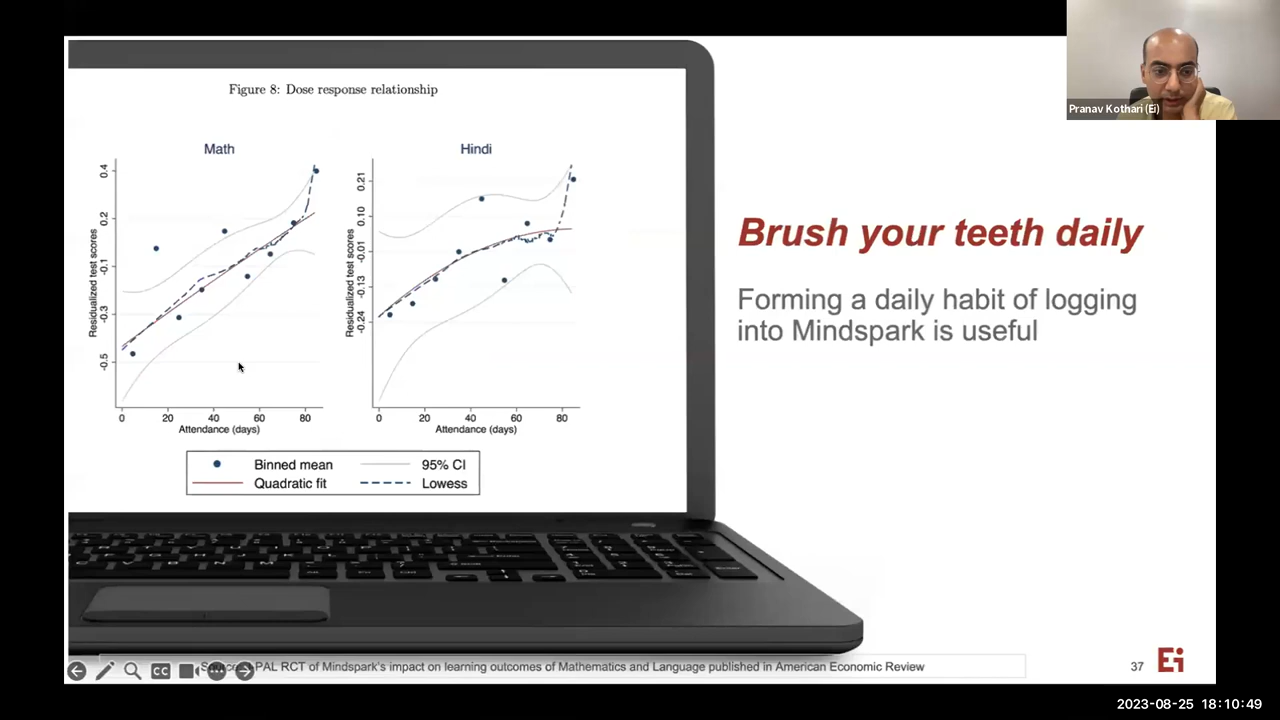 Pranav Kothari (Ei)
Figure 8: Dose response relationship
Math
Residualized test scores
0.4
0.2
-0.1
-0.3
-0.5
0 20 40 60 80
Attendance (days)
Hindi
Residualized test scores
0.21
0.10
-0.01
-0.13
-0.24
0 20 40 60 80
Attendance (days)
Binned mean
95% CI
Quadratic fit
Lowess
Brush your teeth daily
Forming a daily habit of logging
into Mindspark is useful
CC
PAL RCT of Mindspark's impact on learning outcomes of Mathematics and Language published in American Economic Review
37
Ei
2023-08-25 18:10:49